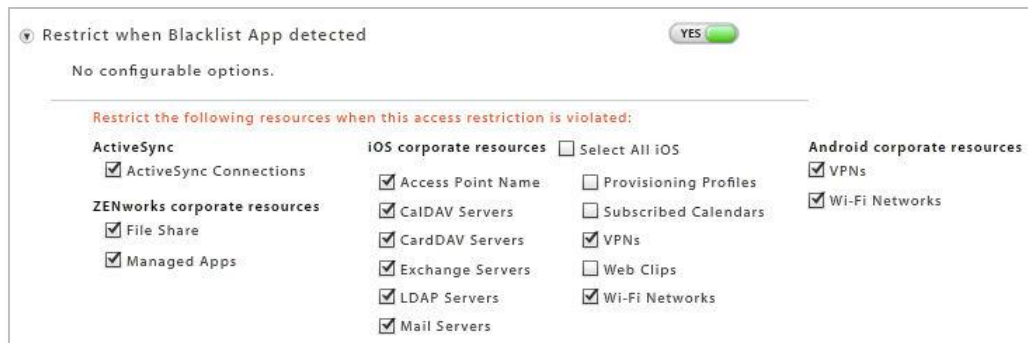 Restrict when Blacklist App detected
YES
No configurable options.
Restrict the following resources when this access restriction is violated:
ActiveSync
ActiveSync Connections
ZENworks corporate resources
File Share
Managed Apps
iOS corporate resources
Select All iOS
Access Point Name
CalDAV Servers
CardDAV Servers
Exchange Servers
LDAP Servers
Mail Servers
Provisioning Profiles
Subscribed Calendars
VPNs
Web Clips
Wi-Fi Networks
Android corporate resources
VPNs
Wi-Fi Networks